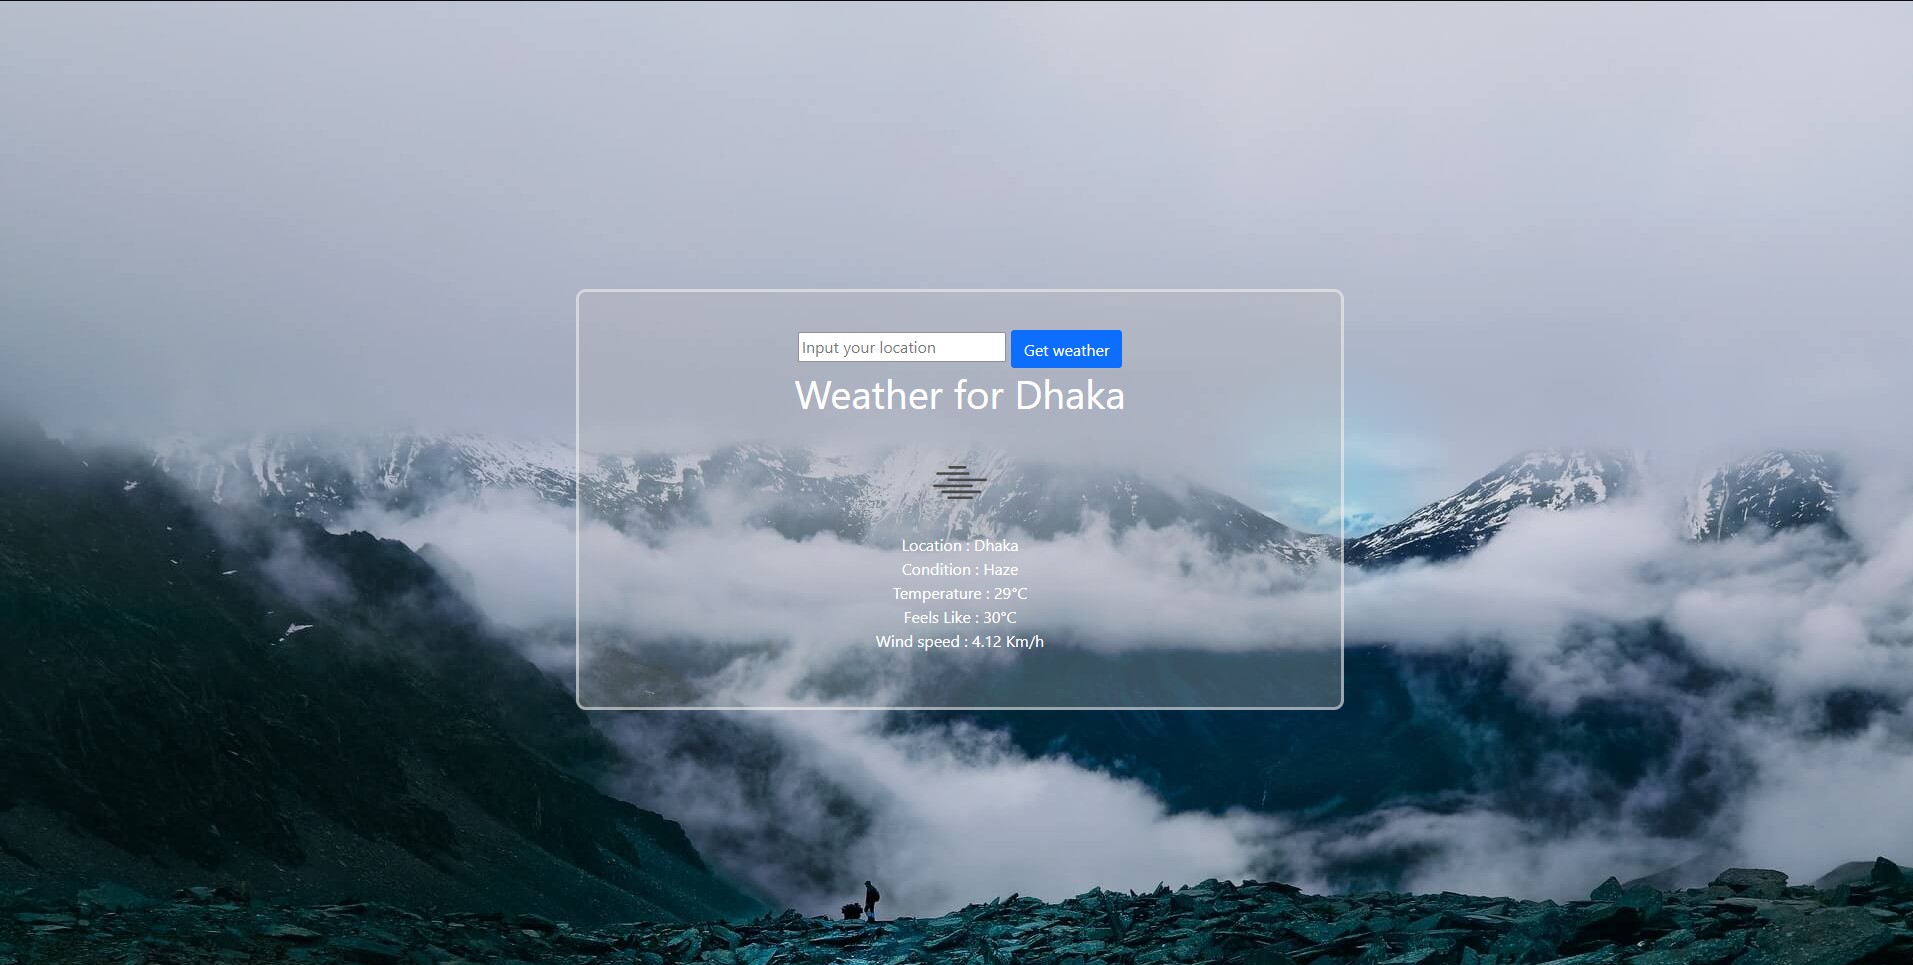 Input your location Get weather
Weather for Dhaka
Location : Dhaka
Condition : Haze
Temperature : 29°C
Feels Like : 30°C
Wind speed : 4.12 Km/h